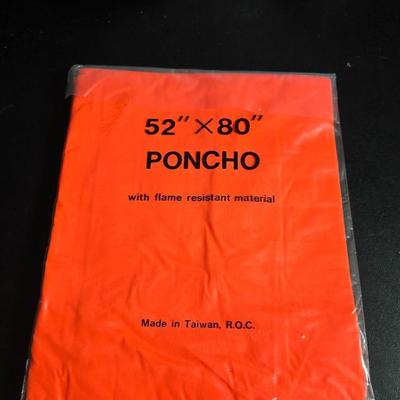 52" × 80"
PONCHO
with flame resistant material
Made in Taiwan, R.O.C.